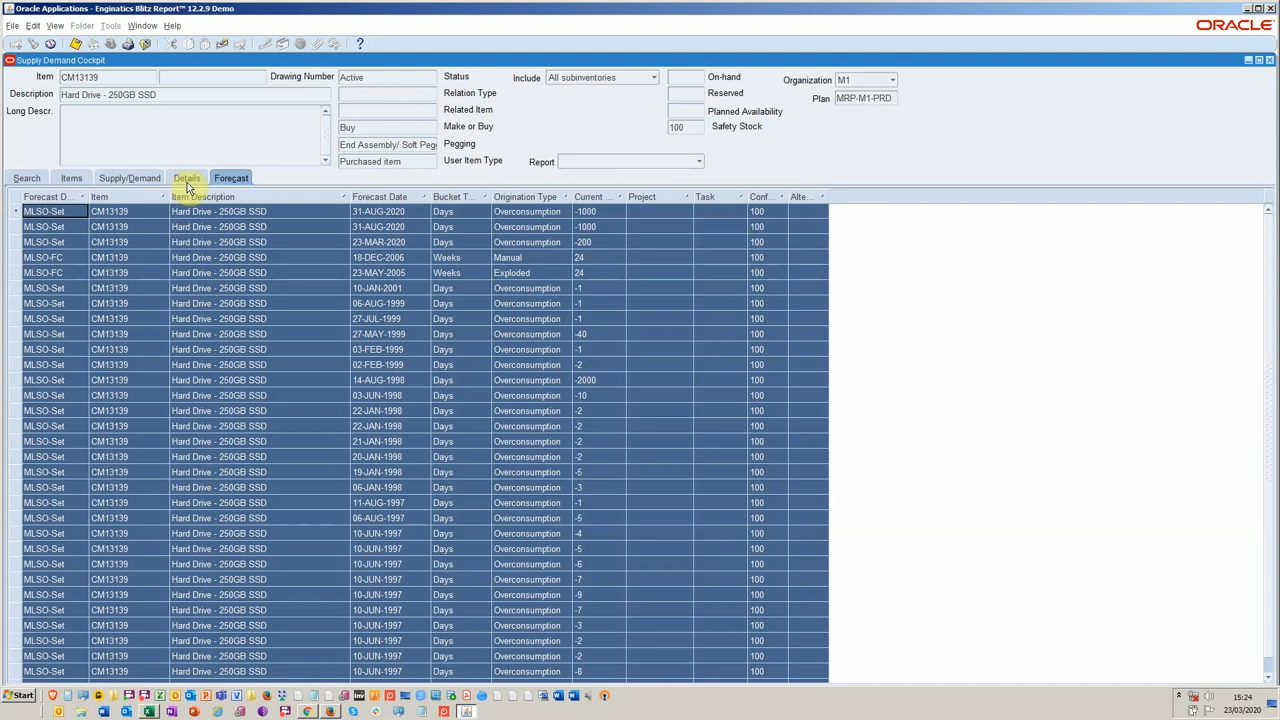 Oracle Applications - Enginatics Blitz Report™ 12.2.9 Demo
File Edit View Folder Tools Window Help
ORACLE
Supply Demand Cockpit
Item CM13139 Drawing Number Active Status Include All subinventories On-hand Organization M1
Description Hard Drive - 250GB SSD Relation Type Reserved Plan MRP-M1-PRD
Long Descr. Related Item Planned Availability
Buy Make or Buy 100 Safety Stock
End Assembly/ Soft Peg Pegging
Purchased item User Item Type Report
Search Items Supply/Demand Details Forecast
Forecast D... Item Item Description Forecast Date Bucket T... Origination Type Current ... Project Task Conf... Alte...
MLSO-Set CM13139 Hard Drive - 250GB SSD 31-AUG-2020 Days Overconsumption -1000 100
MLSO-Set CM13139 Hard Drive - 250GB SSD 31-AUG-2020 Days Overconsumption -1000 100
MLSO-Set CM13139 Hard Drive - 250GB SSD 23-MAR-2020 Days Overconsumption -200 100
MLSO-FC CM13139 Hard Drive - 250GB SSD 18-DEC-2006 Weeks Manual 24 100
MLSO-FC CM13139 Hard Drive - 250GB SSD 23-MAY-2005 Weeks Exploded 24 100
MLSO-Set CM13139 Hard Drive - 250GB SSD 10-JAN-2001 Days Overconsumption -1 100
MLSO-Set CM13139 Hard Drive - 250GB SSD 06-AUG-1999 Days Overconsumption -1 100
MLSO-Set CM13139 Hard Drive - 250GB SSD 27-JUL-1999 Days Overconsumption -1 100
MLSO-Set CM13139 Hard Drive - 250GB SSD 27-MAY-1999 Days Overconsumption -40 100
MLSO-Set CM13139 Hard Drive - 250GB SSD 03-FEB-1999 Days Overconsumption -1 100
MLSO-Set CM13139 Hard Drive - 250GB SSD 02-FEB-1999 Days Overconsumption -2 100
MLSO-Set CM13139 Hard Drive - 250GB SSD 14-AUG-1998 Days Overconsumption -2000 100
MLSO-Set CM13139 Hard Drive - 250GB SSD 03-JUN-1998 Days Overconsumption -10 100
MLSO-Set CM13139 Hard Drive - 250GB SSD 22-JAN-1998 Days Overconsumption -2 100
MLSO-Set CM13139 Hard Drive - 250GB SSD 22-JAN-1998 Days Overconsumption -2 100
MLSO-Set CM13139 Hard Drive - 250GB SSD 21-JAN-1998 Days Overconsumption -2 100
MLSO-Set CM13139 Hard Drive - 250GB SSD 20-JAN-1998 Days Overconsumption -2 100
MLSO-Set CM13139 Hard Drive - 250GB SSD 19-JAN-1998 Days Overconsumption -5 100
MLSO-Set CM13139 Hard Drive - 250GB SSD 06-JAN-1998 Days Overconsumption -3 100
MLSO-Set CM13139 Hard Drive - 250GB SSD 11-AUG-1997 Days Overconsumption -1 100
MLSO-Set CM13139 Hard Drive - 250GB SSD 06-AUG-1997 Days Overconsumption -5 100
MLSO-Set CM13139 Hard Drive - 250GB SSD 10-JUN-1997 Days Overconsumption -4 100
MLSO-Set CM13139 Hard Drive - 250GB SSD 10-JUN-1997 Days Overconsumption -5 100
MLSO-Set CM13139 Hard Drive - 250GB SSD 10-JUN-1997 Days Overconsumption -6 100
MLSO-Set CM13139 Hard Drive - 250GB SSD 10-JUN-1997 Days Overconsumption -7 100
MLSO-Set CM13139 Hard Drive - 250GB SSD 10-JUN-1997 Days Overconsumption -9 100
MLSO-Set CM13139 Hard Drive - 250GB SSD 10-JUN-1997 Days Overconsumption -7 100
MLSO-Set CM13139 Hard Drive - 250GB SSD 10-JUN-1997 Days Overconsumption -3 100
MLSO-Set CM13139 Hard Drive - 250GB SSD 10-JUN-1997 Days Overconsumption -2 100
MLSO-Set CM13139 Hard Drive - 250GB SSD 10-JUN-1997 Days Overconsumption -2 100
MLSO-Set CM13139 Hard Drive - 250GB SSD 10-JUN-1997 Days Overconsumption -8 100
Start 15:24
23/03/2020